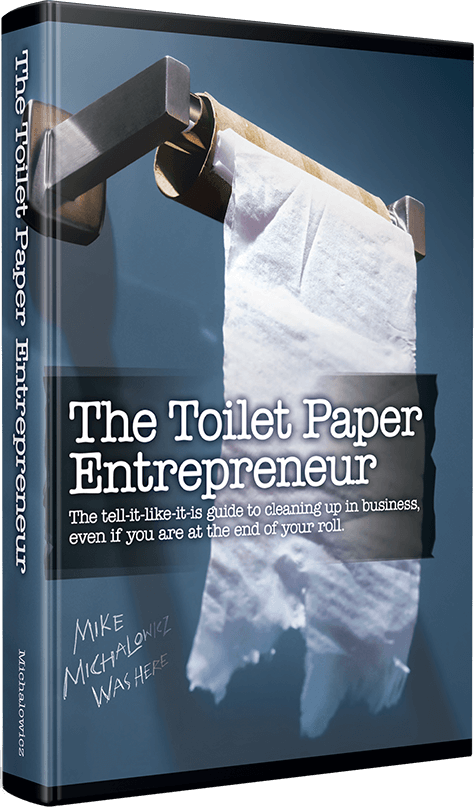 The Toilet Paper Entrepreneur
Michalowicz
The Toilet Paper
Entrepreneur
The tell-it-like-it-is guide to cleaning up in business,
even if you are at the end of your roll.
MIKE
MICHALOWICZ
WAS HERE